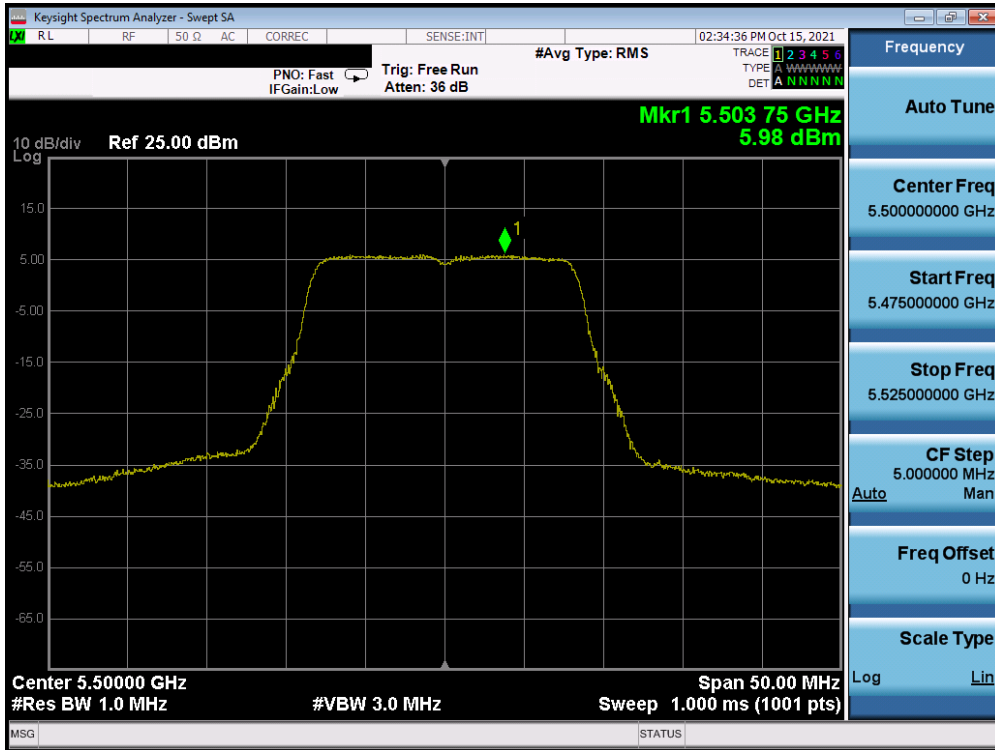 Keysight Spectrum Analyzer - Swept SA
LXI RL RF 50 Ω AC CORREC SENSE:INT 02:34:36 PM Oct 15, 2021
#Avg Type: RMS TRACE 1 2 3 4 5 6
PNO: Fast Trig: Free Run TYPE A WWWWW
IFGain:Low Atten: 36 dB DET A N N N N N
Mkr1 5.503 75 GHz
10 dB/div Ref 25.00 dBm 5.98 dBm
Log
15.0
1
5.00
-5.00
-15.0
-25.0
-35.0
-45.0
-55.0
-65.0
Center 5.50000 GHz Span 50.00 MHz
#Res BW 1.0 MHz #VBW 3.0 MHz Sweep 1.000 ms (1001 pts)
MSG STATUS
Frequency
Auto Tune
Center Freq
5.500000000 GHz
Start Freq
5.475000000 GHz
Stop Freq
5.525000000 GHz
CF Step
5.000000 MHz
Auto Man
Freq Offset
0 Hz
Scale Type
Log Lin